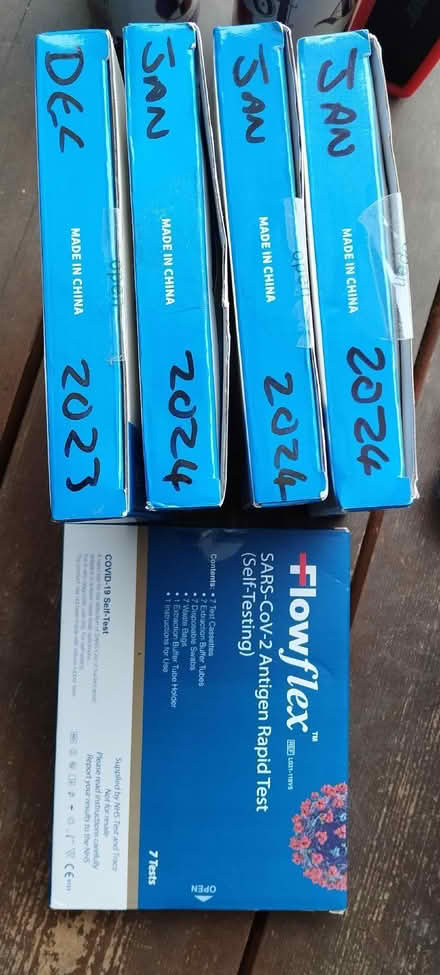 DEC
MADE IN CHINA
2023
JAN
MADE IN CHINA
2024
JAN
MADE IN CHINA
2024
JAN
MADE IN CHINA
2024
Flowflex™
REF L031-118V5
SARS-CoV-2 Antigen Rapid Test
(Self-Testing)
Contents: • 7 Test Cassettes
• 7 Extraction Buffer Tubes
• 7 Disposable Swabs
• 7 Waste Bags
• 1 Extraction Buffer Tube Holder
• 1 Instructions for Use
7 Tests
OPEN
COVID-19 Self-Test
Supplied by NHS Test and Trace
Not for resale
Please read instructions carefully
Report your results to the NHS